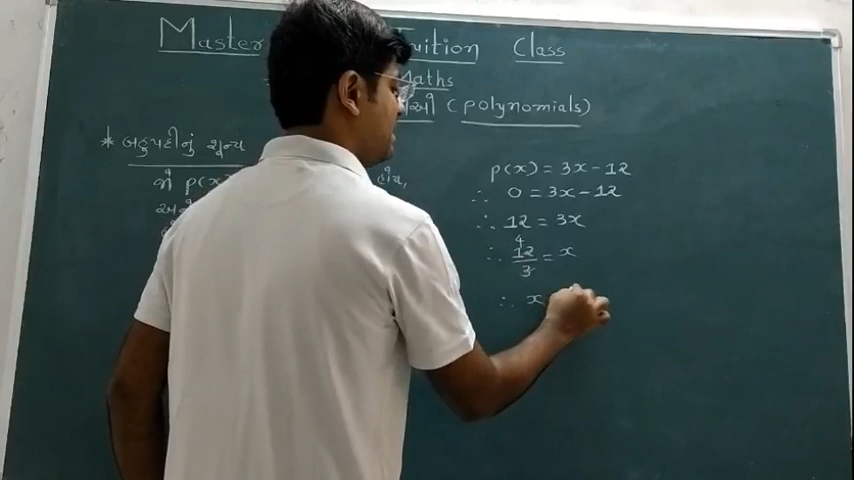 Master Tuition Class
Maths
(polynomials)
* બહુપદીનું શૂન્ય
જો p(x
હોય,
p(x) = 3x-12
∴ 0 = 3x-12
∴ 12 = 3x
4
∴ 12/3 = x
∴ x